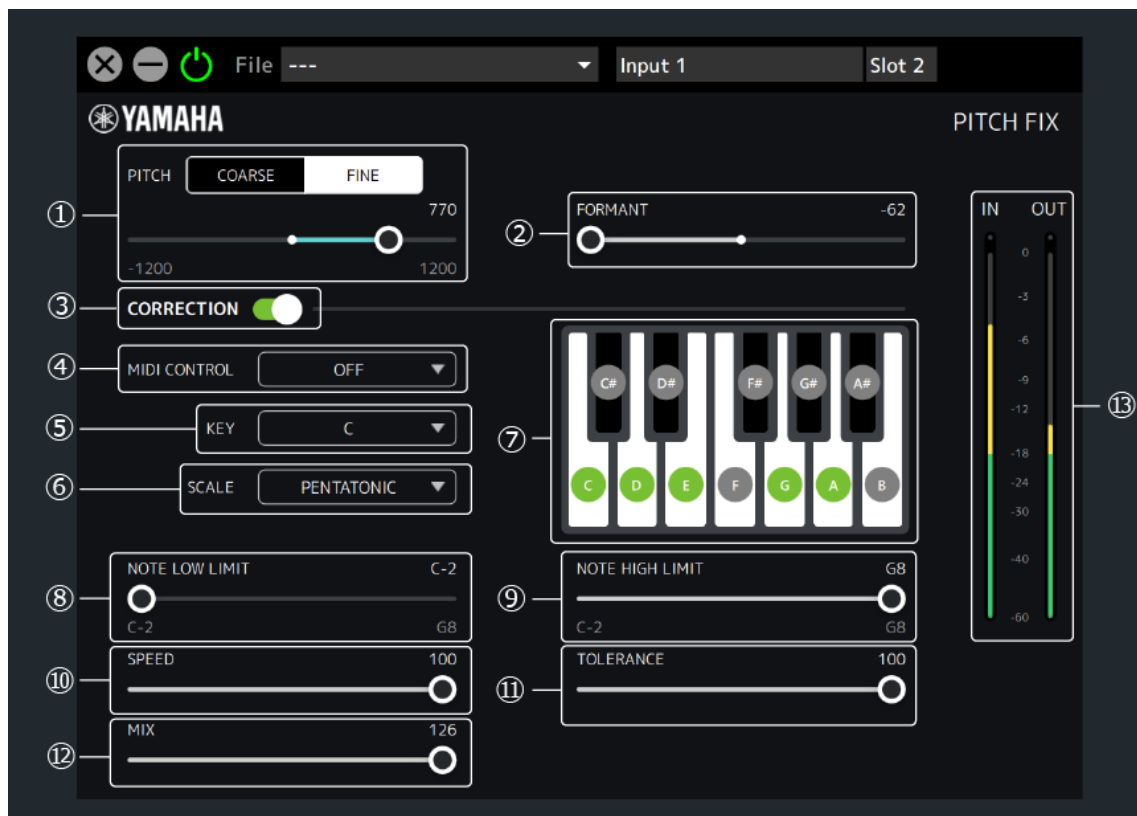 File --- Input 1 Slot 2
YAMAHA PITCH FIX
① PITCH COARSE FINE
770
-1200 1200
② FORMANT -62
③ CORRECTION
④ MIDI CONTROL OFF
⑤ KEY C
⑥ SCALE PENTATONIC
⑦ C# D# F# G# A#
C D E F G A B
⑧ NOTE LOW LIMIT C-2
C-2 G8
⑨ NOTE HIGH LIMIT G8
C-2 G8
⑩ SPEED 100
⑪ TOLERANCE 100
⑫ MIX 126
⑬ IN OUT
0
-3
-6
-9
-12
-18
-24
-30
-40
-60